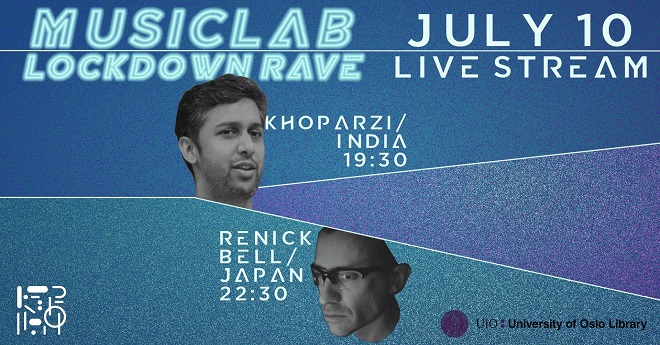 MUSICLAB
LOCKDOWN RAVE
JULY 10
LIVE STREAM
KHOPARZI/
INDIA
19:30
RENICK
BELL/
JAPAN
22:30
UiO : University of Oslo Library